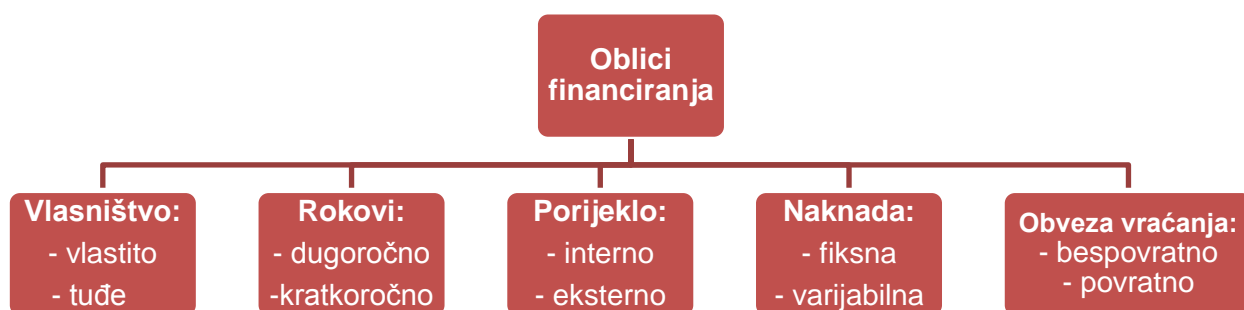 Oblici
financiranja
Vlasništvo:
- vlastito
- tuđe
Rokovi:
- dugoročno
-kratkoročno
Porijeklo:
- interno
- eksterno
Naknada:
- fiksna
- varijabilna
Obveza vraćanja:
- bespovratno
- povratno